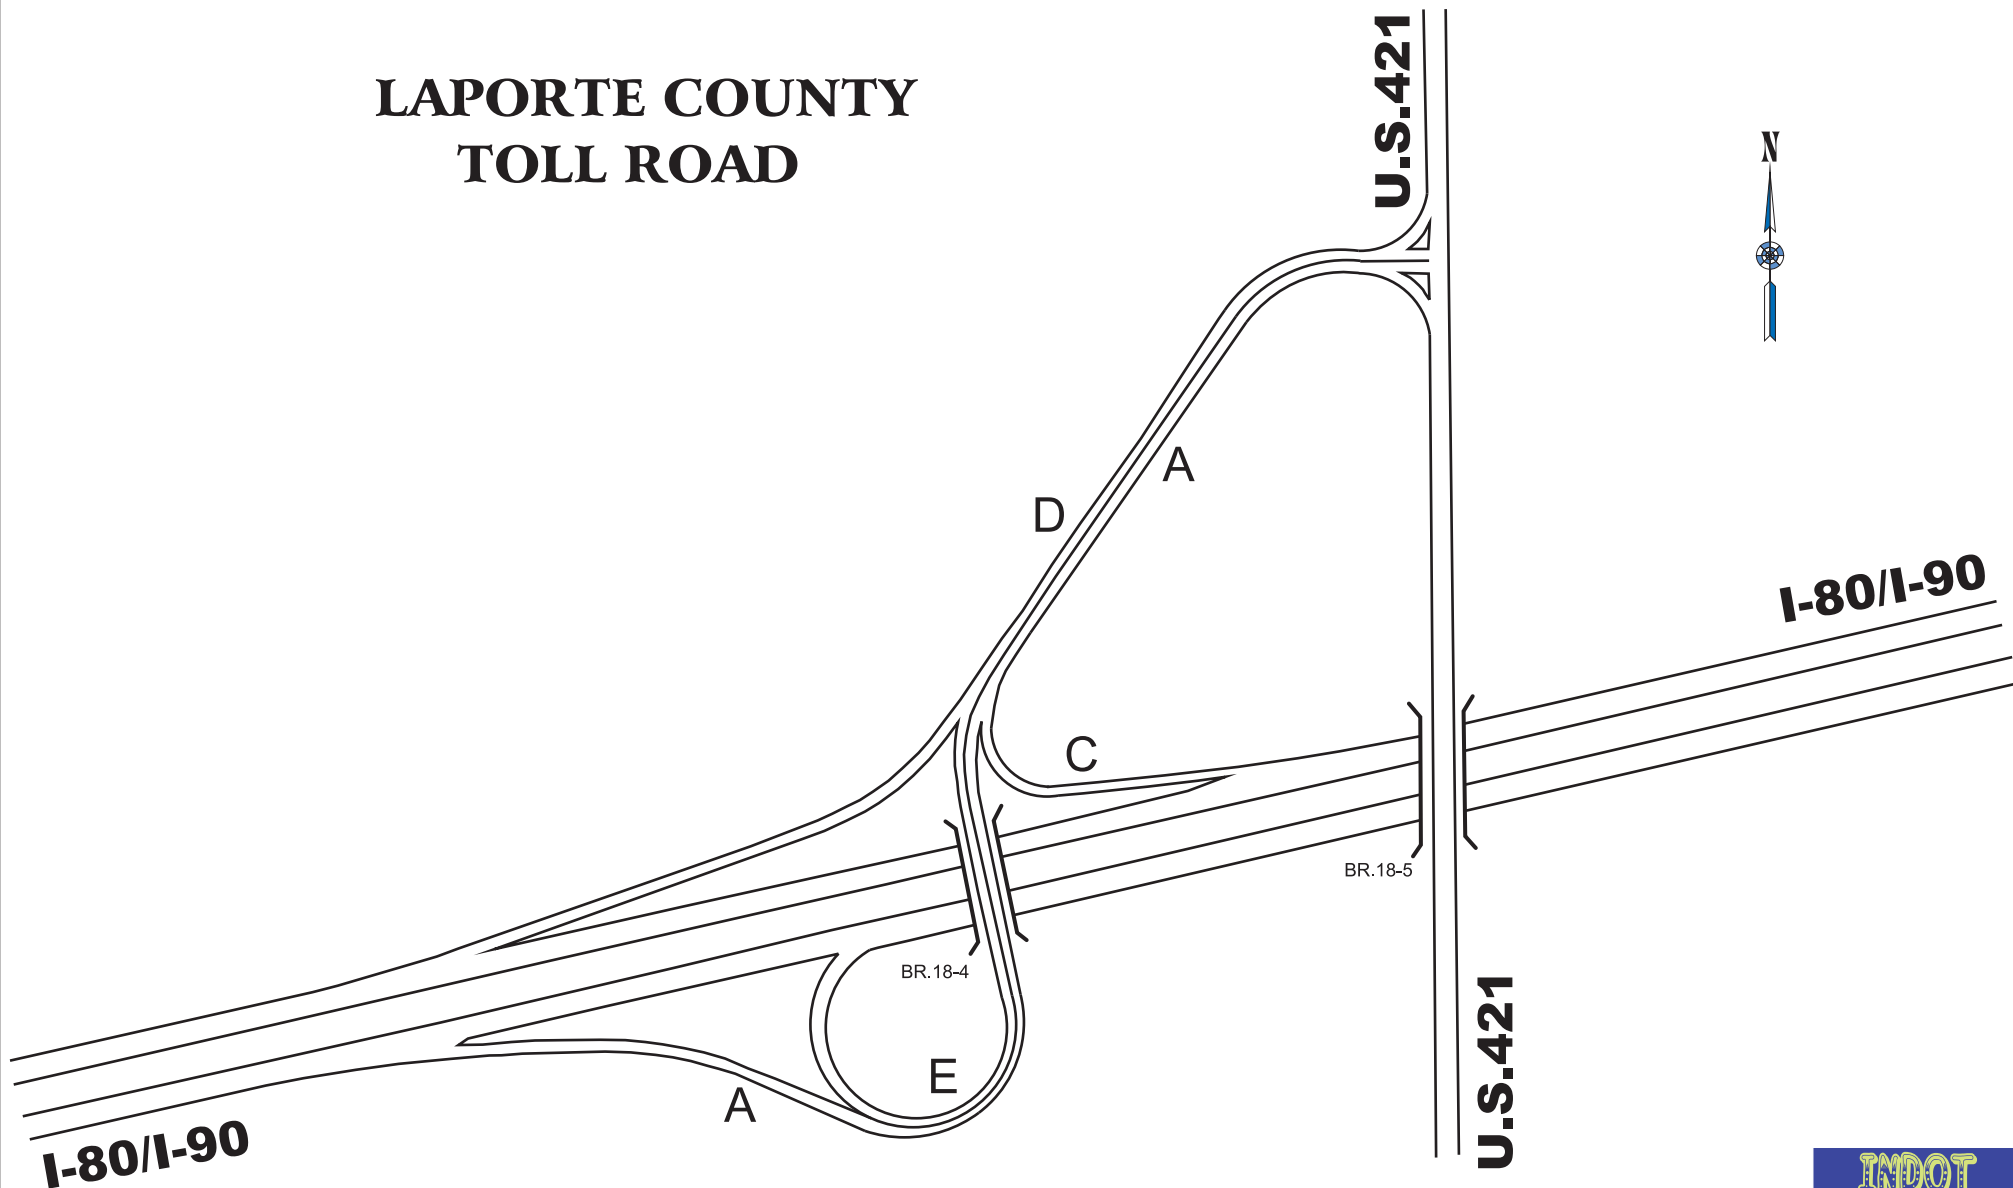 LAPORTE COUNTY
TOLL ROAD
U.S.421
N
A
D
I-80/I-90
C
BR.18-5
BR.18-4
E
A
U.S.421
I-80/I-90
INDOT